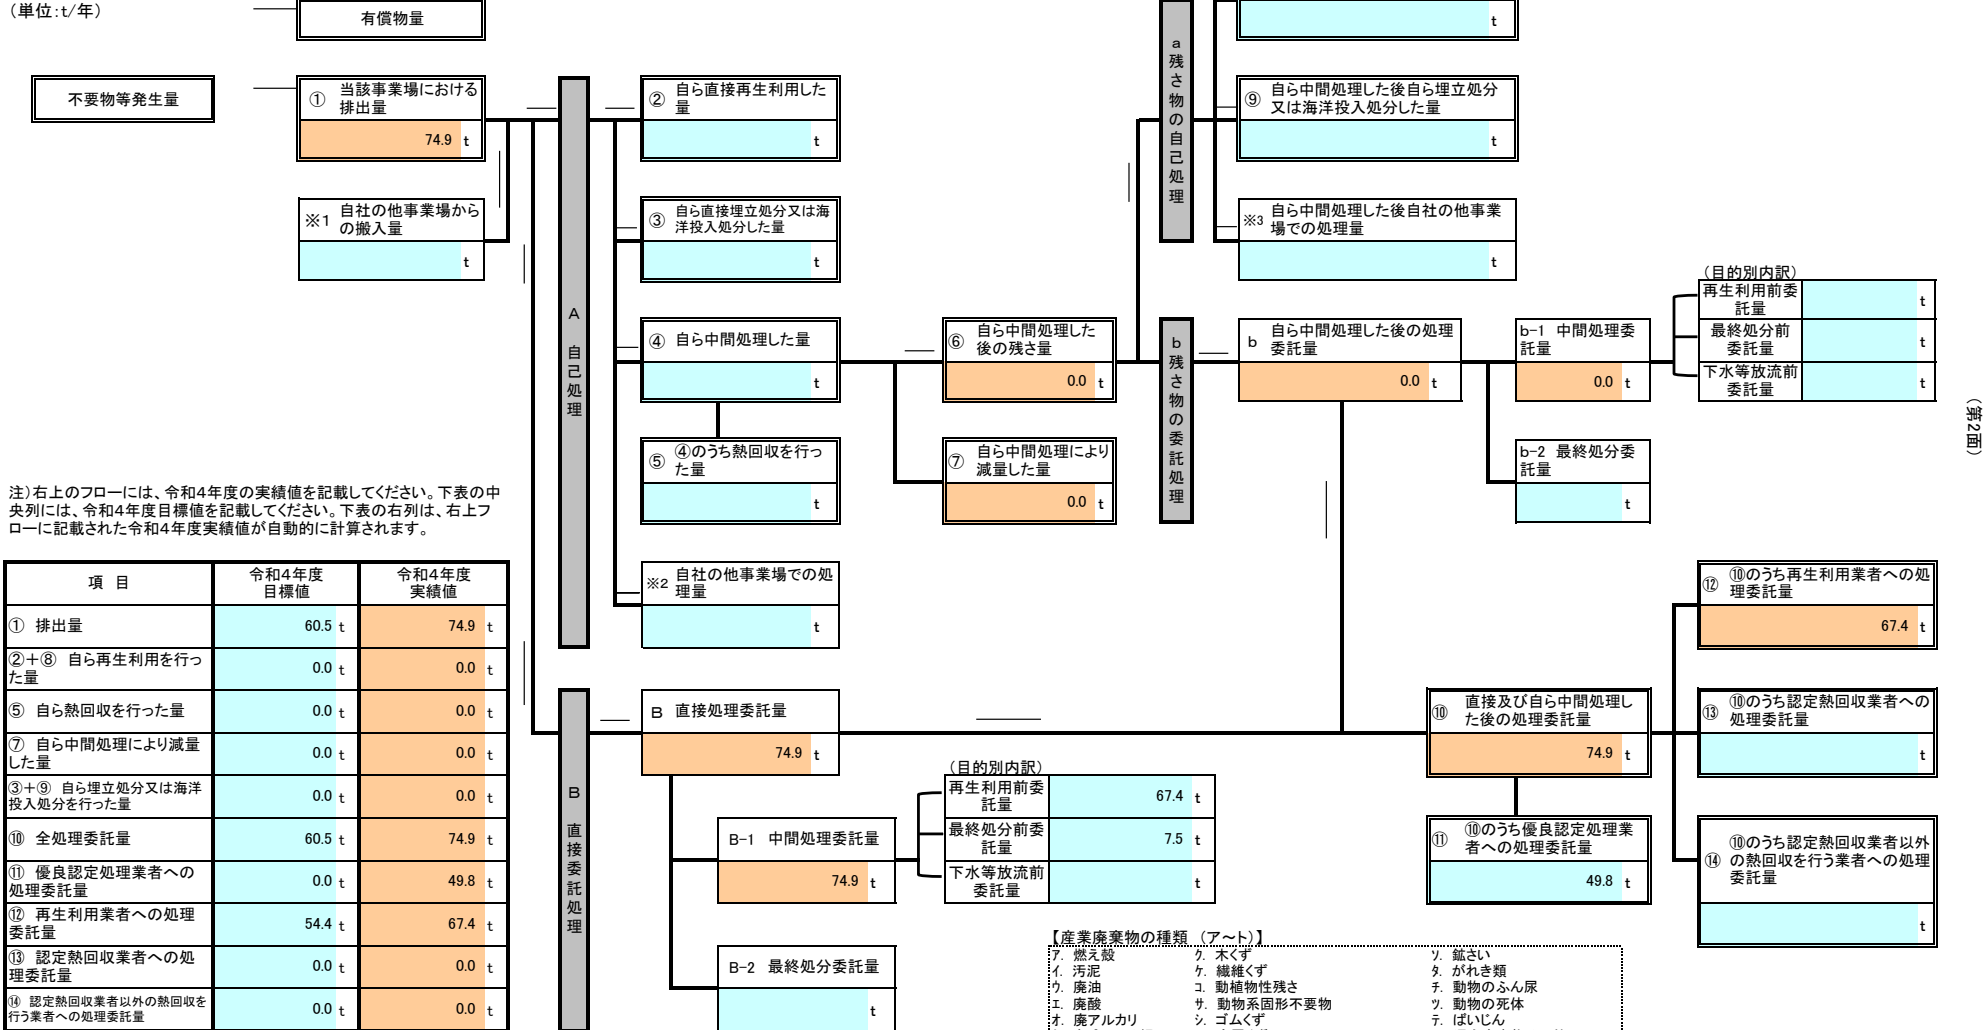 （単位：t/年）
有償物量
t
不要物等発生量
① 当該事業場における
排出量
74.9 t
※1 自社の他事業場から
の搬入量
t
A 自己処理
② 自ら直接再生利用した
量
t
③ 自ら直接埋立処分又は海
洋投入処分した量
t
④ 自ら中間処理した量
t
⑤ ④のうち熱回収を行っ
た量
t
※2 自社の他事業場での処
理量
t
⑥ 自ら中間処理した
後の残さ量
0.0 t
⑦ 自ら中間処理により
減量した量
0.0 t
a 残さ物の自己処理
⑨ 自ら中間処理した後自ら埋立処分
又は海洋投入処分した量
t
※3 自ら中間処理した後自社の他事業
場での処理量
t
b 残さ物の委託処理
b 自ら中間処理した後の処理
委託量
0.0 t
b-1 中間処理委
託量
0.0 t
b-2 最終処分委
託量
t
（目的別内訳）
再生利用前委
託量
t
最終処分前
委託量
t
下水等放流前
委託量
t
（第2面）
注）右上のフローには、令和4年度の実績値を記載してください。下表の中
央列には、令和4年度目標値を記載してください。下表の右列は、右上フ
ローに記載された令和4年度実績値が自動的に計算されます。
項 目 令和4年度 目標値 令和4年度 実績値
① 排出量 60.5 t 74.9 t
②＋⑧ 自ら再生利用を行っ
た量 0.0 t 0.0 t
⑤ 自ら熱回収を行った量 0.0 t 0.0 t
⑦ 自ら中間処理により減量
した量 0.0 t 0.0 t
③＋⑨ 自ら埋立処分又は海洋
投入処分を行った量 0.0 t 0.0 t
⑩ 全処理委託量 60.5 t 74.9 t
⑪ 優良認定処理業者への
処理委託量 0.0 t 49.8 t
⑫ 再生利用業者への処理
委託量 54.4 t 67.4 t
⑬ 認定熱回収業者への処
理委託量 0.0 t 0.0 t
⑭ 認定熱回収業者以外の熱回収を
行う業者への処理委託量 0.0 t 0.0 t
B 直接委託処理
B 直接処理委託量
74.9 t
B-1 中間処理委託量
74.9 t
B-2 最終処分委託量
t
（目的別内訳）
再生利用前委
託量
67.4 t
最終処分前委
託量
7.5 t
下水等放流前
委託量
t
⑩ 直接及び自ら中間処理し
た後の処理委託量
74.9 t
⑪ ⑩のうち優良認定処理業
者への処理委託量
49.8 t
⑫ ⑩のうち再生利用業者への処
理委託量
67.4 t
⑬ ⑩のうち認定熱回収業者への
処理委託量
t
⑭ ⑩のうち認定熱回収業者以外
の熱回収を行う業者への処理
委託量
t
【産業廃棄物の種類 （ア～ト）】
ア. 燃え殻 ク. 木くず ソ. 鉱さい
イ. 汚泥 ケ. 繊維くず タ. がれき類
ウ. 廃油 コ. 動植物性残さ チ. 動物のふん尿
エ. 廃酸 サ. 動物系固形不要物 ツ. 動物の死体
オ. 廃アルカリ シ. ゴムくず テ. ばいじん